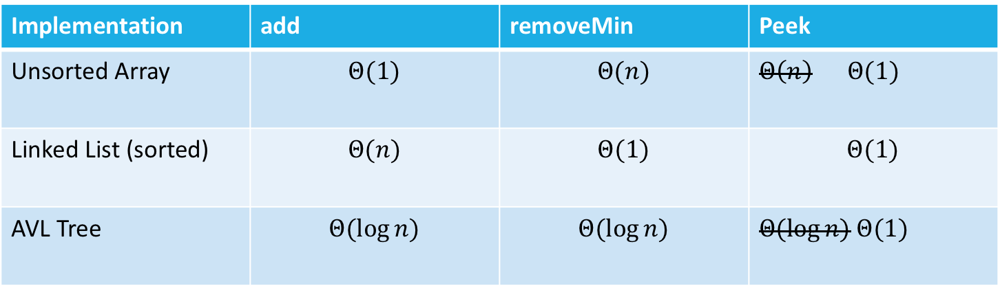 Implementation add removeMin Peek
Unsorted Array Θ(1) Θ(n) Θ(n) Θ(1)
Linked List (sorted) Θ(n) Θ(1) Θ(1)
AVL Tree Θ(log n) Θ(log n) Θ(log n) Θ(1)